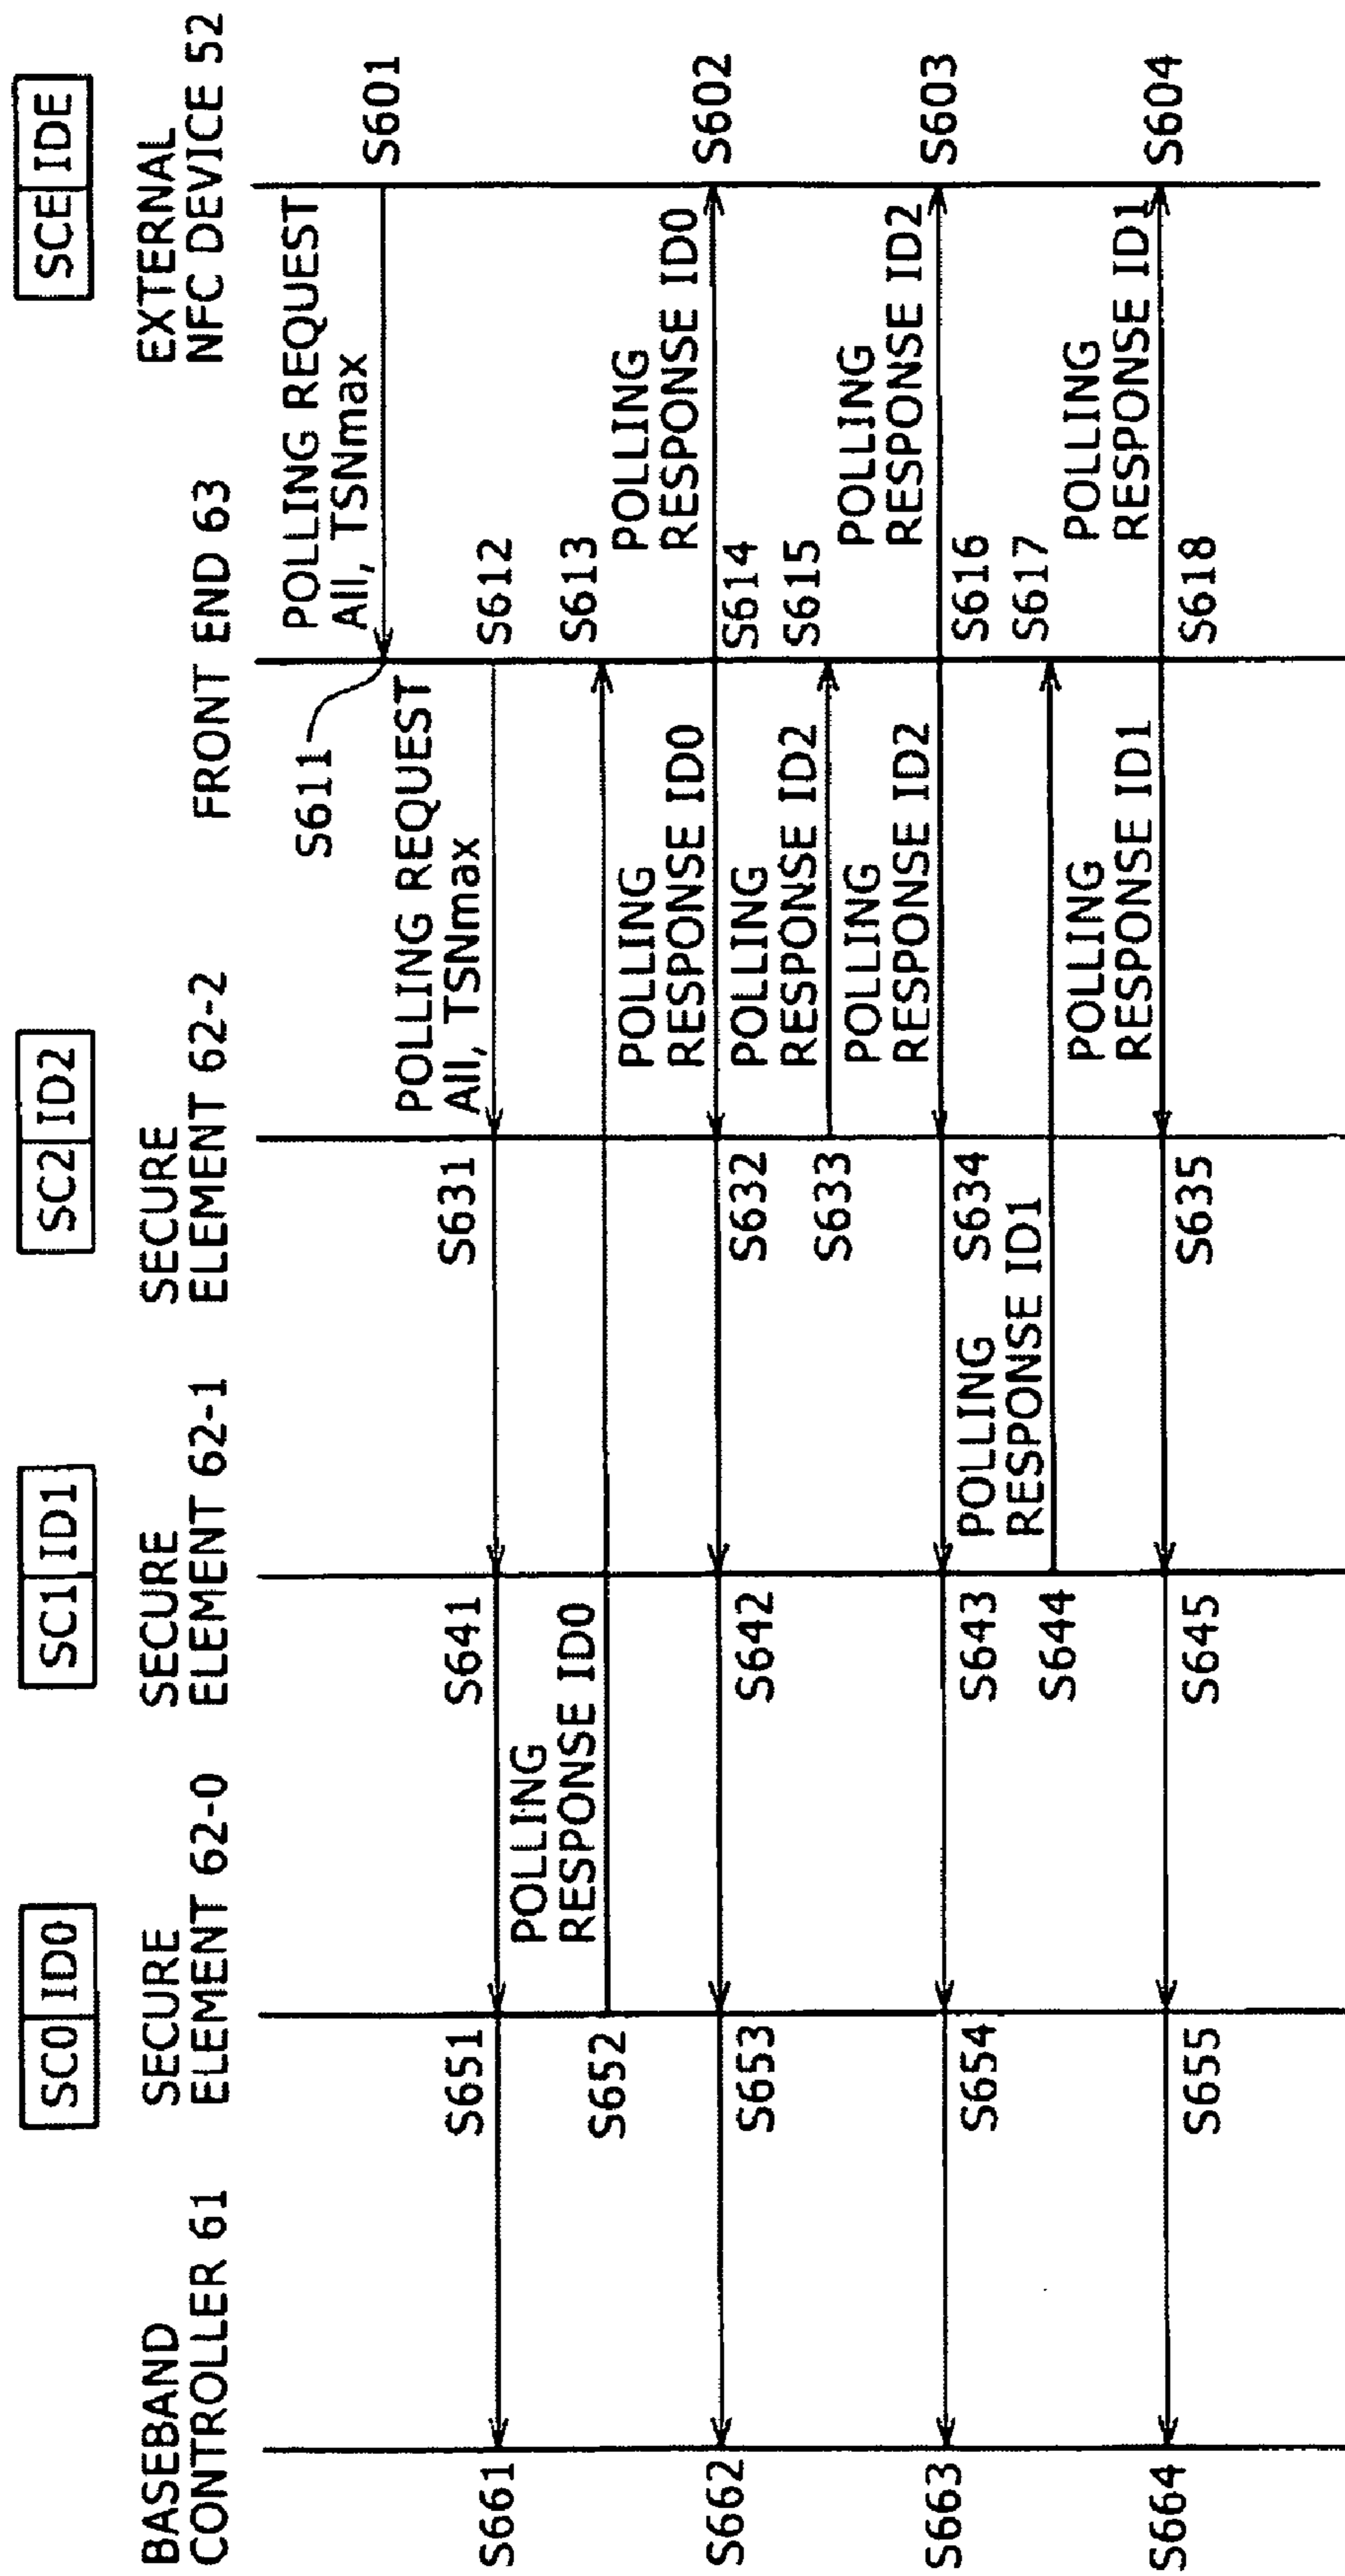 SC0 ID0
SC1 ID1
SC2 ID2
SCE IDE
BASEBAND
CONTROLLER 61
SECURE
ELEMENT 62-0
SECURE
ELEMENT 62-1
SECURE
ELEMENT 62-2
FRONT END 63
EXTERNAL
NFC DEVICE 52
POLLING REQUEST
All, TSNmax
S601
S611
POLLING REQUEST
All, TSNmax
S612
S631
S641
S651
S661
POLLING
RESPONSE ID0
S652
S613
POLLING
RESPONSE ID0
POLLING
RESPONSE ID0
S602
S614
S632
S642
S653
S662
POLLING
RESPONSE ID2
S633
S615
POLLING
RESPONSE ID2
POLLING
RESPONSE ID2
S603
S616
S634
S643
S654
S663
POLLING
RESPONSE ID1
S644
S617
POLLING
RESPONSE ID1
POLLING
RESPONSE ID1
S604
S618
S635
S645
S655
S664